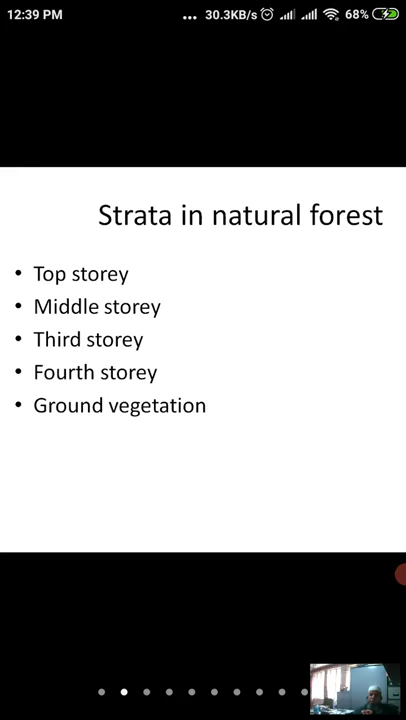 12:39 PM
... 30.3KB/s 68%
Strata in natural forest
• Top storey
• Middle storey
• Third storey
• Fourth storey
• Ground vegetation